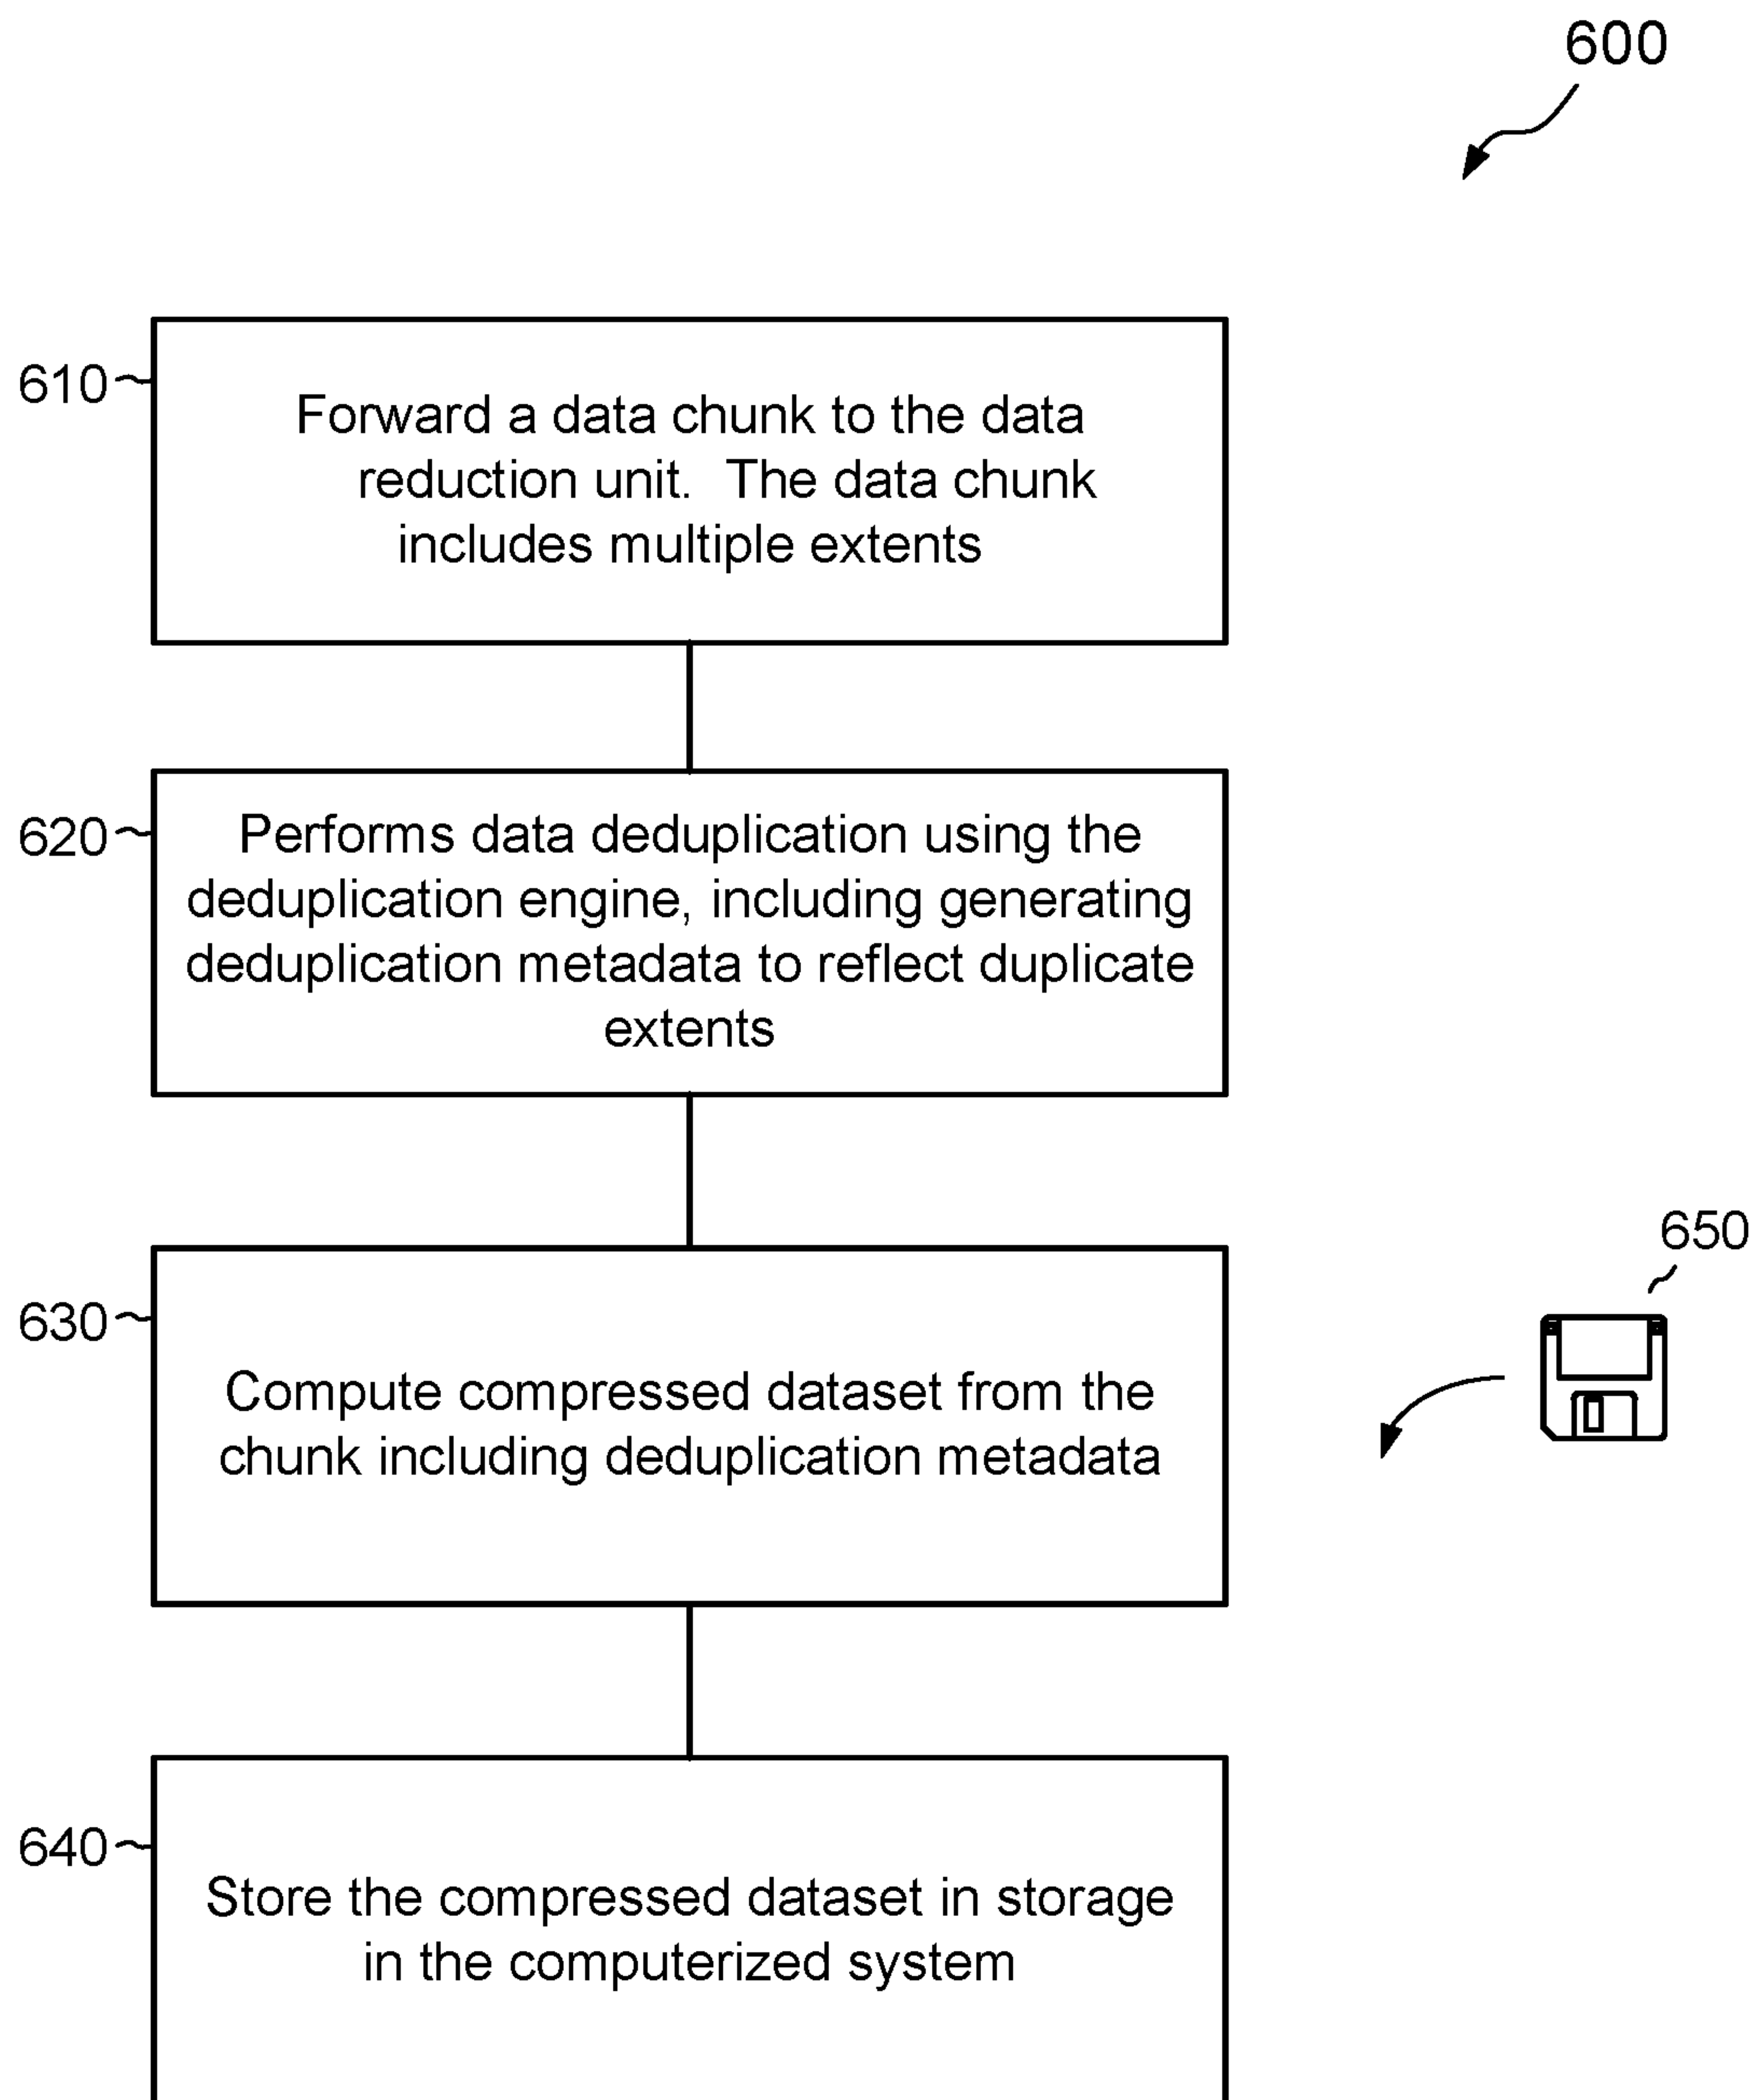 600
610
Forward a data chunk to the data
reduction unit. The data chunk
includes multiple extents
620
Performs data deduplication using the
deduplication engine, including generating
deduplication metadata to reflect duplicate
extents
650
630
Compute compressed dataset from the
chunk including deduplication metadata
640
Store the compressed dataset in storage
in the computerized system